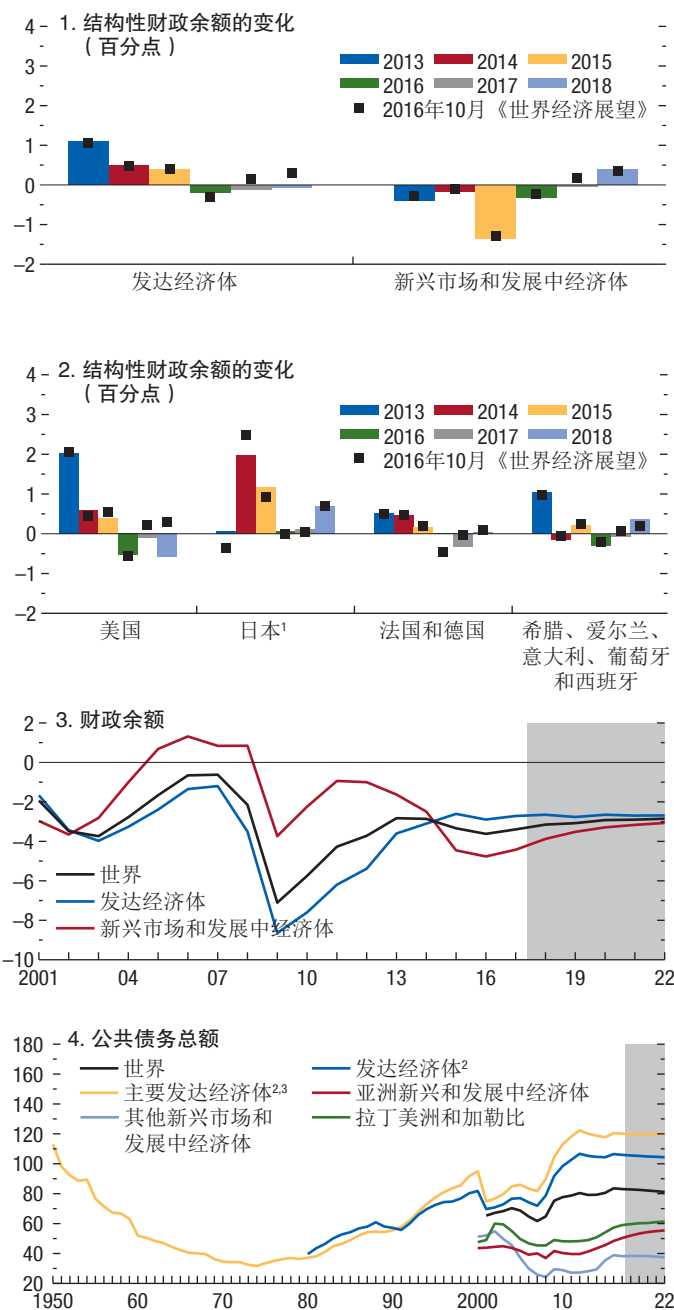 1. 结构性财政余额的变化
（百分点）
2013 2014 2015
2016 2017 2018
2016年10月《世界经济展望》
4
3
2
1
0
–1
–2
发达经济体 新兴市场和发展中经济体
2. 结构性财政余额的变化
（百分点）
2013 2014 2015
2016 2017 2018
2016年10月《世界经济展望》
4
3
2
1
0
–1
–2
美国 日本¹ 法国和德国 希腊、爱尔兰、
意大利、葡萄牙
和西班牙
3. 财政余额
2
0
–2
–4
–6
–8
–10
世界
发达经济体
新兴市场和发展中经济体
2001 04 07 10 13 16 19 22
4. 公共债务总额
世界 发达经济体²
主要发达经济体²,³ 亚洲新兴和发展中经济体
其他新兴市场和 拉丁美洲和加勒比
发展中经济体
180
160
140
120
100
80
60
40
20
1950 60 70 80 90 2000 10 22